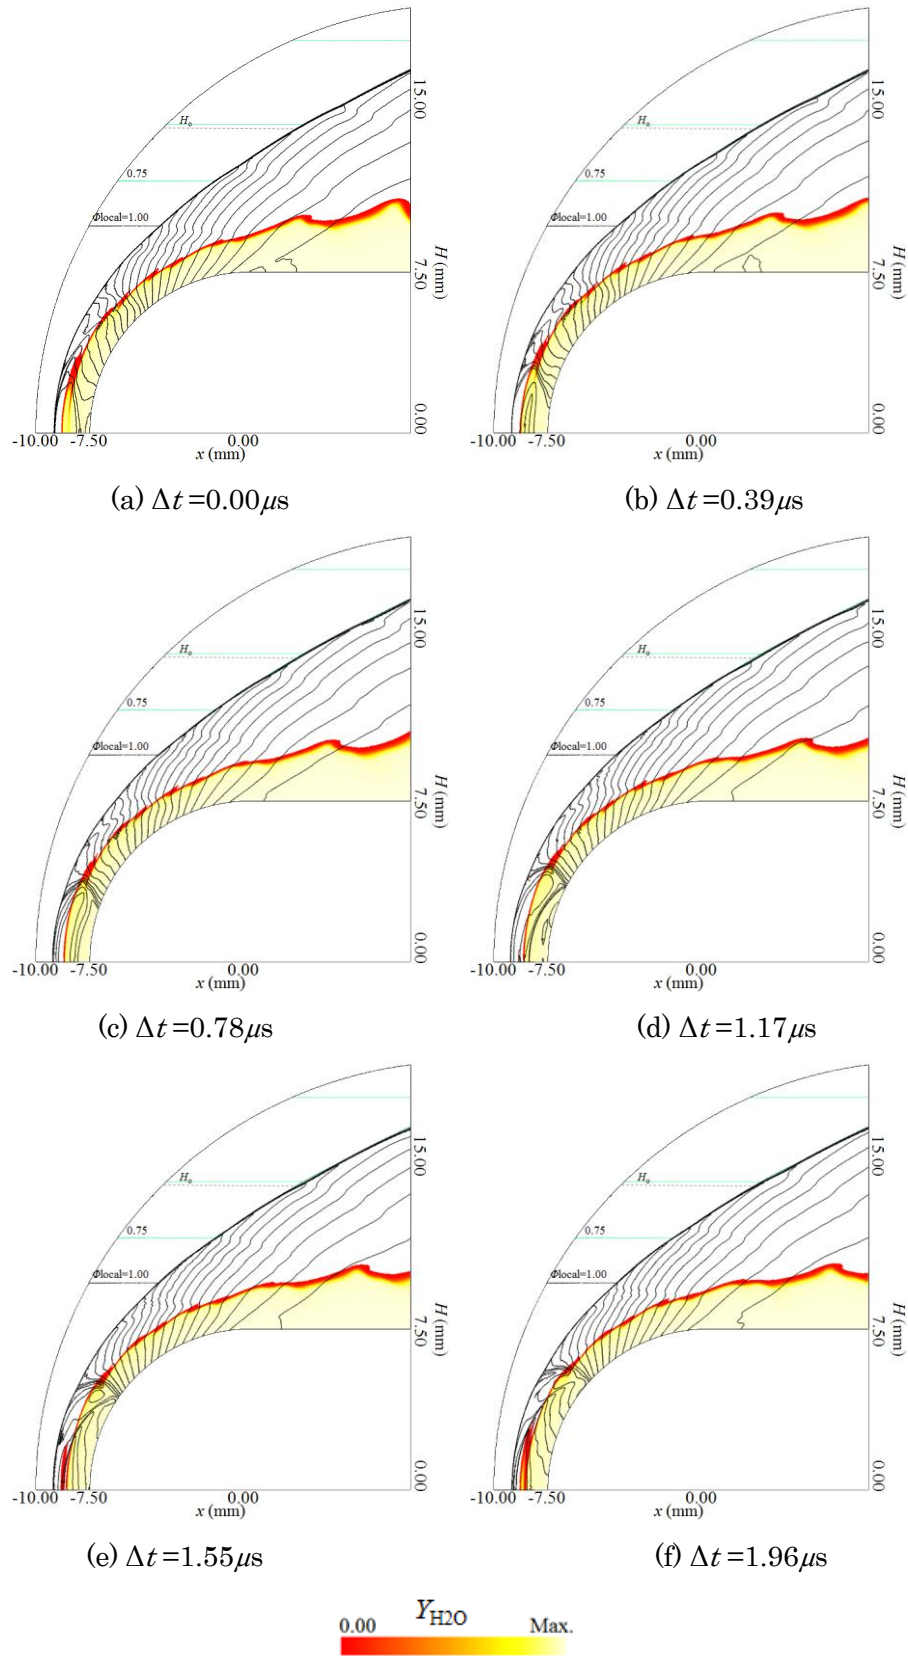 15.00
H₀
0.75
Φlocal=1.00
H (mm)
7.50
0.00
-10.00 -7.50 0.00
x (mm)
15.00
H₀
0.75
Φlocal=1.00
H (mm)
7.50
0.00
-10.00 -7.50 0.00
x (mm)
(a) Δt=0.00μs
(b) Δt=0.39μs
15.00
H₀
0.75
Φlocal=1.00
H (mm)
7.50
0.00
-10.00 -7.50 0.00
x (mm)
15.00
H₀
0.75
Φlocal=1.00
H (mm)
7.50
0.00
-10.00 -7.50 0.00
x (mm)
(c) Δt=0.78μs
(d) Δt=1.17μs
15.00
H₀
0.75
Φlocal=1.00
H (mm)
7.50
0.00
-10.00 -7.50 0.00
x (mm)
15.00
H₀
0.75
Φlocal=1.00
H (mm)
7.50
0.00
-10.00 -7.50 0.00
x (mm)
(e) Δt=1.55μs
(f) Δt=1.96μs
Y_H2O
0.00 Max.